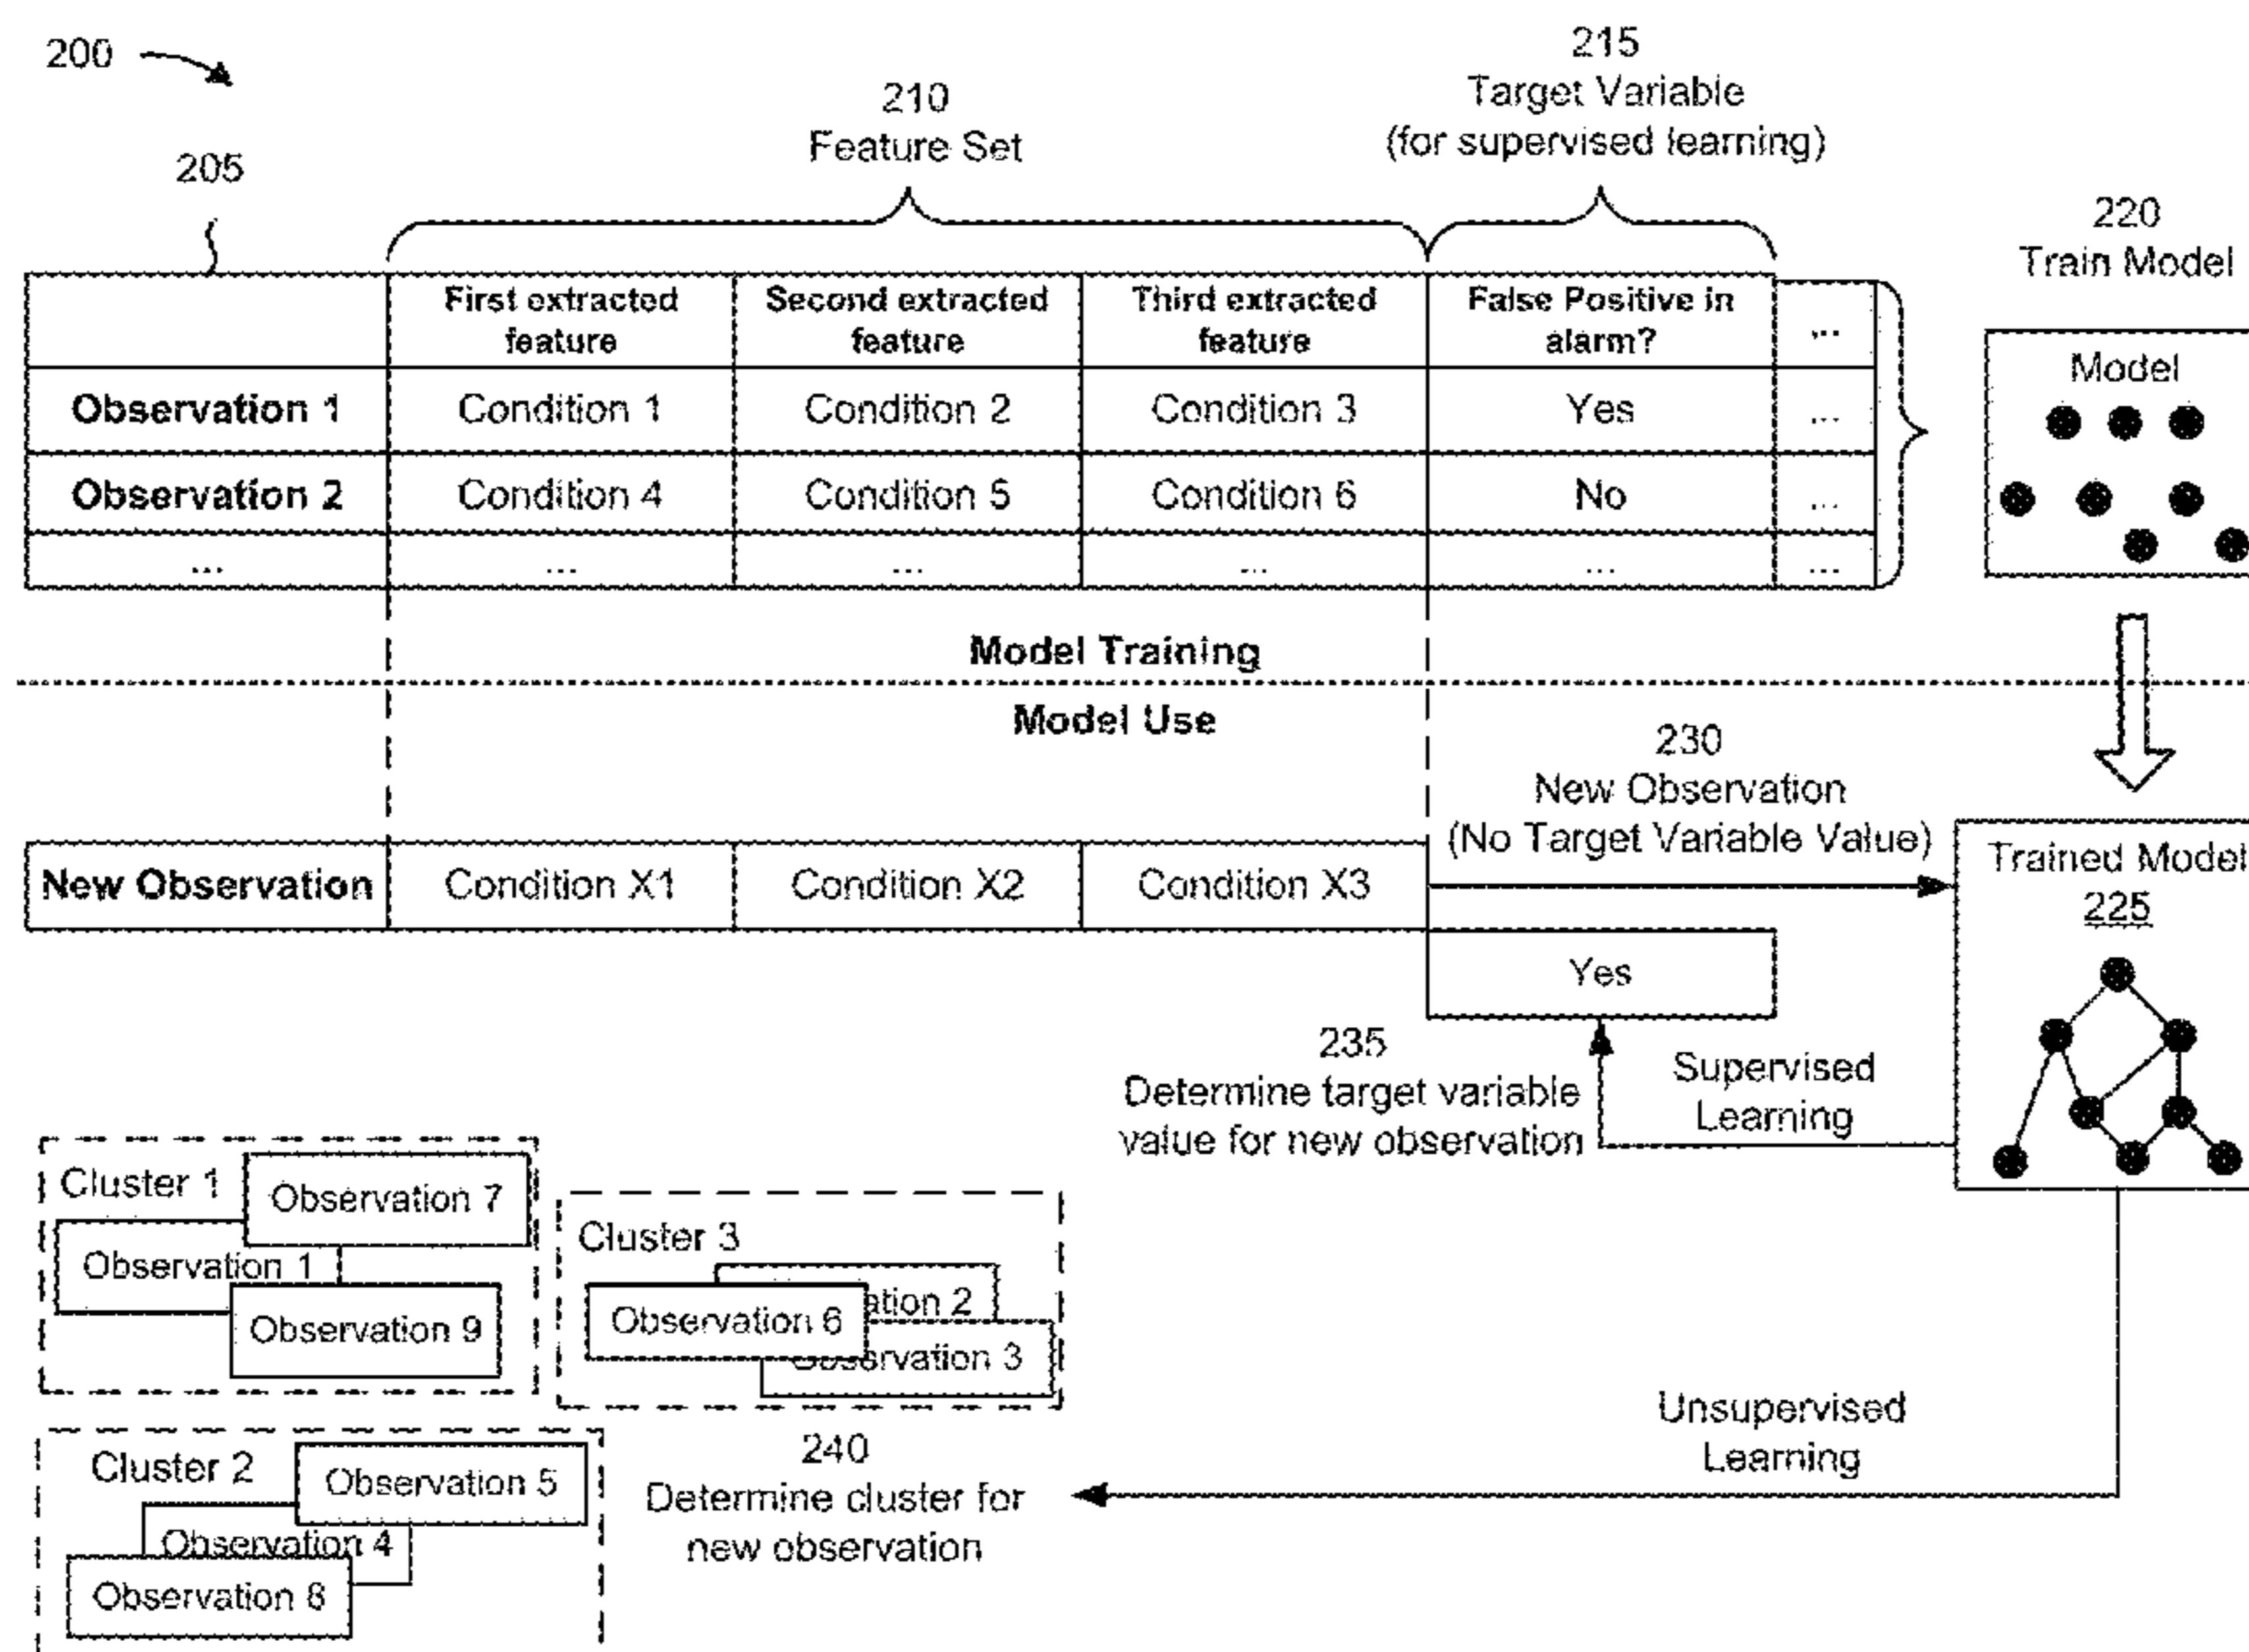 200
205
210
Feature Set
215
Target Variable
(for supervised learning)
220
Train Model
First extracted feature
Second extracted feature
Third extracted feature
False Positive in alarm?
...
Observation 1 Condition 1 Condition 2 Condition 3 Yes ...
Observation 2 Condition 4 Condition 5 Condition 6 No ...
... ... ... ... ... ...
Model
Model Training
Model Use
230
New Observation
(No Target Variable Value)
New Observation Condition X1 Condition X2 Condition X3
Trained Model
225
Yes
235
Determine target variable
value for new observation
Supervised
Learning
Cluster 1
Observation 7
Observation 1
Observation 9
Cluster 3
ation 2
Observation 6
Observation 3
Cluster 2
Observation 5
Observation 4
Observation 8
240
Determine cluster for
new observation
Unsupervised
Learning